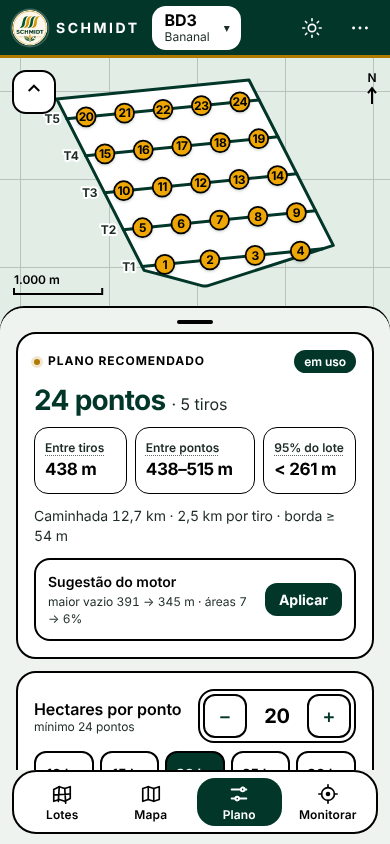 SCHMIDT
SCHMIDT
BD3
Bananal
N
T5
20
21
22
23
24
T4
15
16
17
18
19
T3
10
11
12
13
14
T2
5
6
7
8
9
T1
1
2
3
4
1.000 m
PLANO RECOMENDADO
em uso
24 pontos · 5 tiros
Entre tiros
438 m
Entre pontos
438–515 m
95% do lote
< 261 m
Caminhada 12,7 km · 2,5 km por tiro · borda ≥
54 m
Sugestão do motor
maior vazio 391 → 345 m · áreas 7
→ 6%
Aplicar
Hectares por ponto
mínimo 24 pontos
−
20
+
Lotes
Mapa
Plano
Monitorar